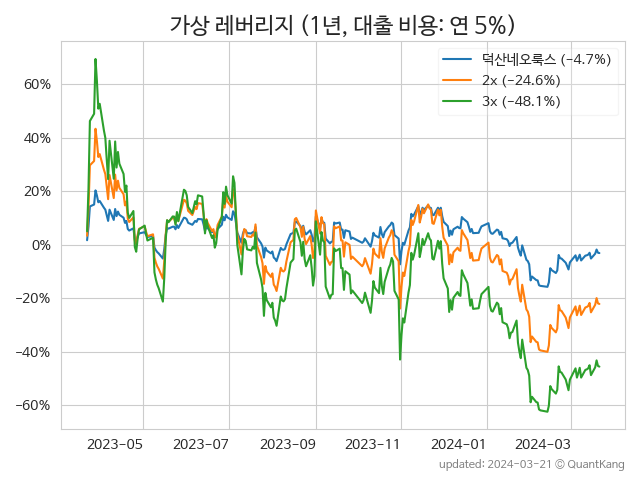 가상 레버리지 (1년, 대출 비용: 연 5%)
덕산네오룩스 (−4.7%)
2x (−24.6%)
3x (−48.1%)
60%
40%
20%
0%
−20%
−40%
−60%
2023-05
2023-07
2023-09
2023-11
2024-01
2024-03
updated: 2024-03-21 © QuantKang